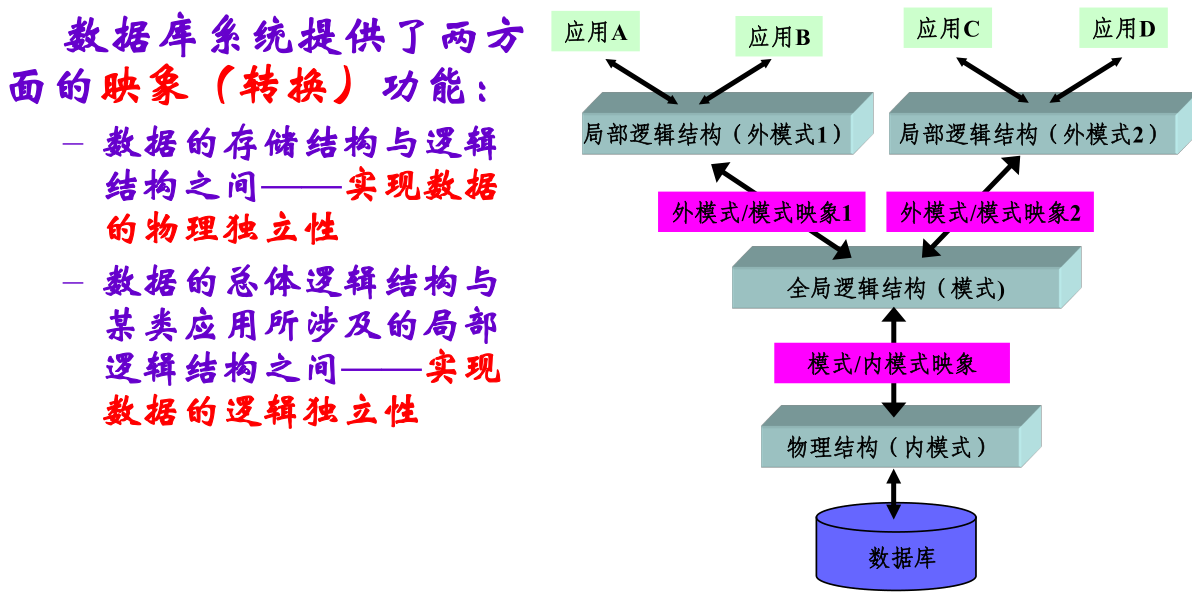 数据库系统提供了两方
面的映象（转换）功能：
– 数据的存储结构与逻辑
结构之间——实现数据
的物理独立性
– 数据的总体逻辑结构与
某类应用所涉及的局部
逻辑结构之间——实现
数据的逻辑独立性
应用A
应用B
应用C
应用D
局部逻辑结构（外模式1）
局部逻辑结构（外模式2）
外模式/模式映象1
外模式/模式映象2
全局逻辑结构（模式)
模式/内模式映象
物理结构（内模式）
数据库